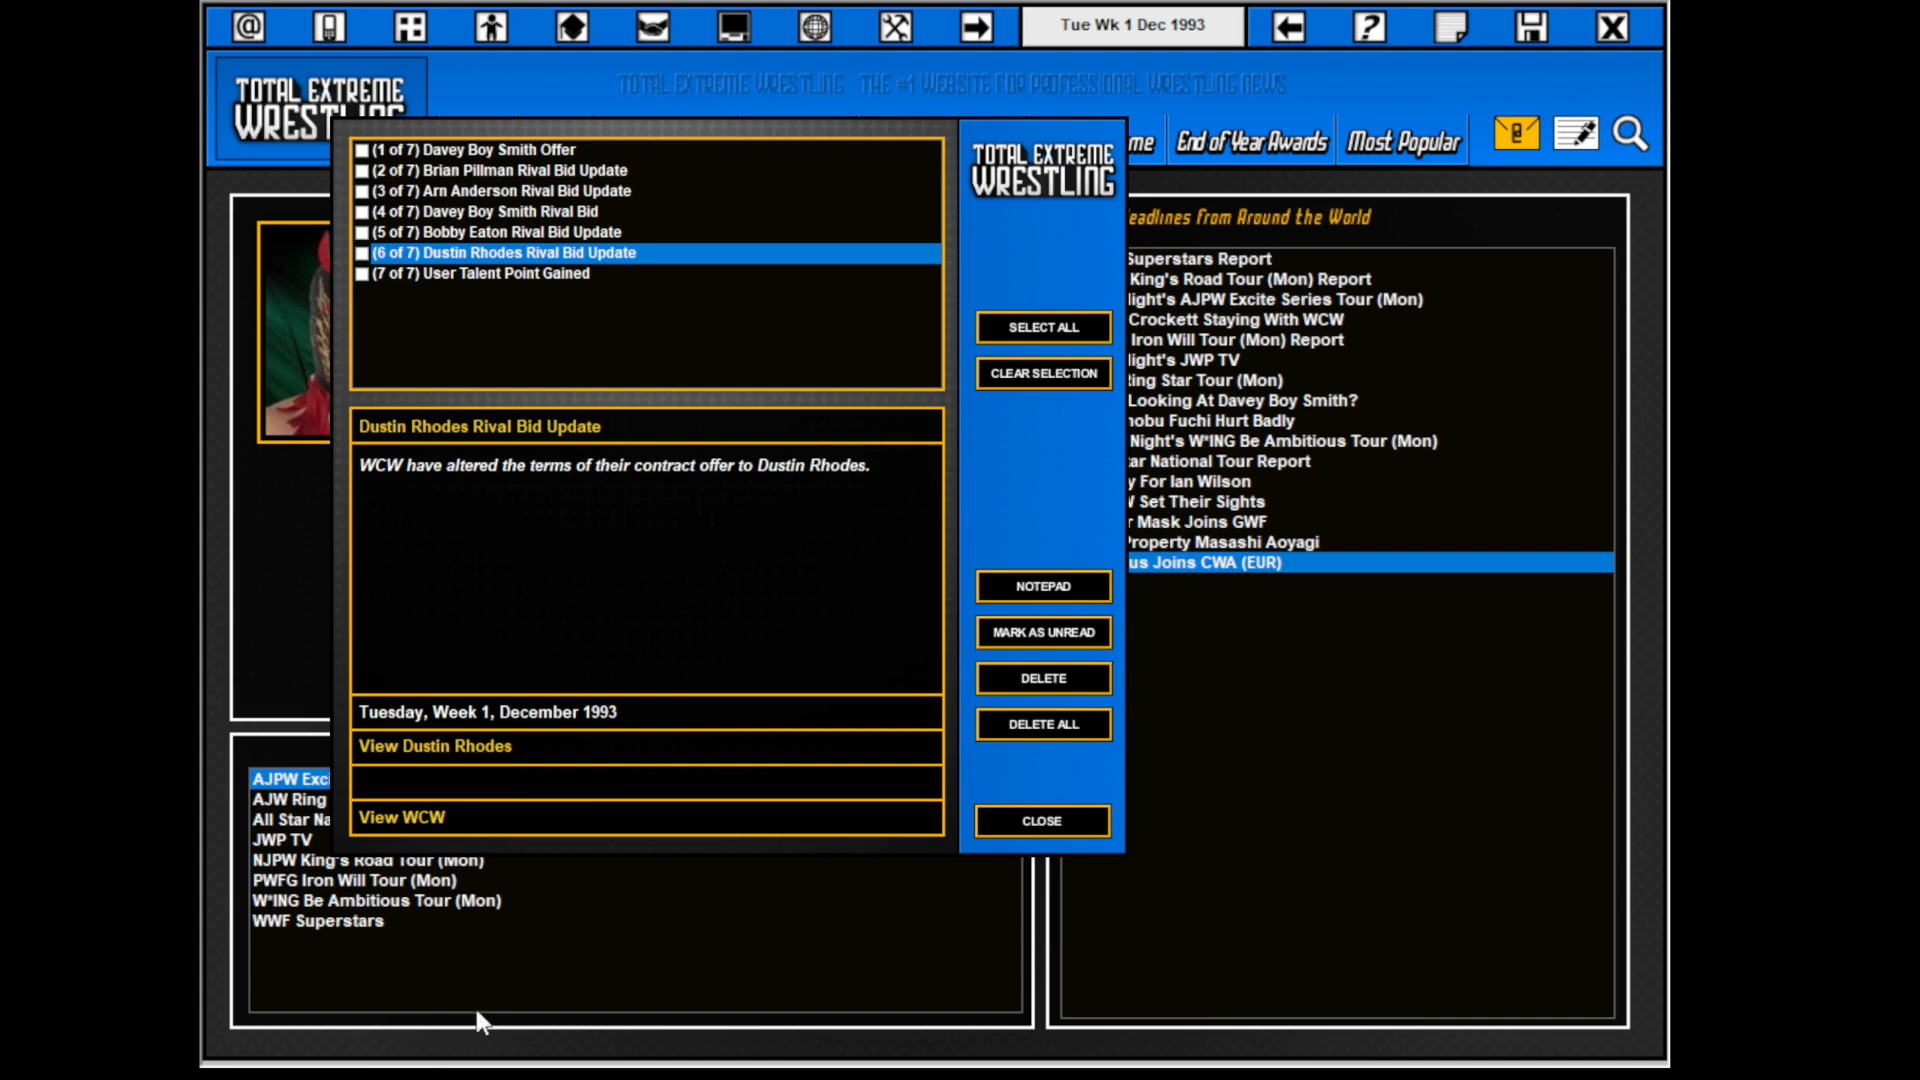 Tue Wk 1 Dec 1993
TOTAL EXTREME WRESTLING - THE #1 WEBSITE FOR PROFESSIONAL WRESTLING NEWS
TOTAL EXTREME
me
End of Year Awards
Most Popular
(1 of 7) Davey Boy Smith Offer
(2 of 7) Brian Pillman Rival Bid Update
(3 of 7) Arn Anderson Rival Bid Update
(4 of 7) Davey Boy Smith Rival Bid
(5 of 7) Bobby Eaton Rival Bid Update
(6 of 7) Dustin Rhodes Rival Bid Update
(7 of 7) User Talent Point Gained
TOTAL EXTREME
WRESTLING
SELECT ALL
CLEAR SELECTION
Dustin Rhodes Rival Bid Update
WCW have altered the terms of their contract offer to Dustin Rhodes.
NOTEPAD
MARK AS UNREAD
DELETE
DELETE ALL
Tuesday, Week 1, December 1993
View Dustin Rhodes
View WCW
CLOSE
eadlines From Around the World
Superstars Report
King's Road Tour (Mon) Report
light's AJPW Excite Series Tour (Mon)
Crockett Staying With WCW
Iron Will Tour (Mon) Report
light's JWP TV
Ring Star Tour (Mon)
Looking At Davey Boy Smith?
nobu Fuchi Hurt Badly
Night's W*ING Be Ambitious Tour (Mon)
tar National Tour Report
y For Ian Wilson
Set Their Sights
r Mask Joins GWF
Property Masashi Aoyagi
us Joins CWA (EUR)
AJPW Exc
AJW Ring
All Star Na
JWP TV
NJPW King's Road Tour (Mon)
PWFG Iron Will Tour (Mon)
W*ING Be Ambitious Tour (Mon)
WWF Superstars